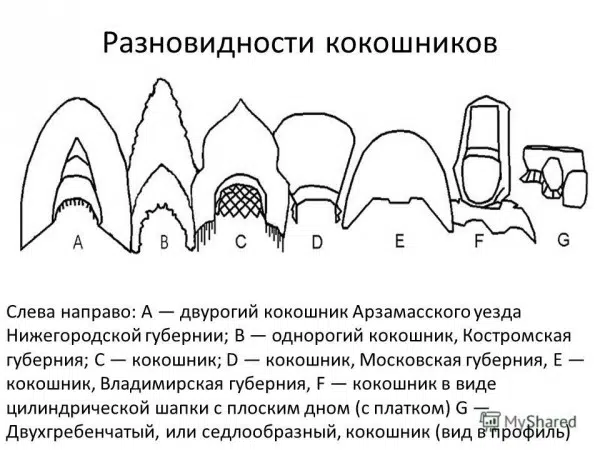 Разновидности кокошников
A B C D E F G
Слева направо: A — двурогий кокошник Арзамасского уезда
Нижегородской губернии; B — однорогий кокошник, Костромская
губерния; C — кокошник; D — кокошник, Московская губерния, E —
кокошник, Владимирская губерния, F — кокошник в виде
цилиндрической шапки с плоским дном (с платком) G —
Двухгребенчатый, или седлообразный, кокошник (вид в профиль)
MyShared